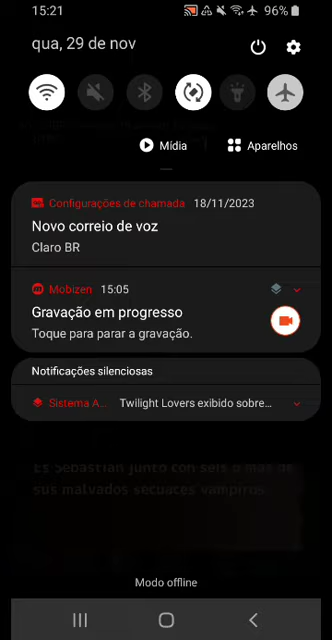 15:21
96%
qua, 29 de nov
Mídia
Aparelhos
Configurações de chamada 18/11/2023
Novo correio de voz
Claro BR
Mobizen 15:05
Gravação em progresso
Toque para parar a gravação.
Notificações silenciosas
Sistema A... Twilight Lovers exibido sobre...
Es Sebastian junto con seis o más de
sus malvados secuaces vampiros.
Modo offline